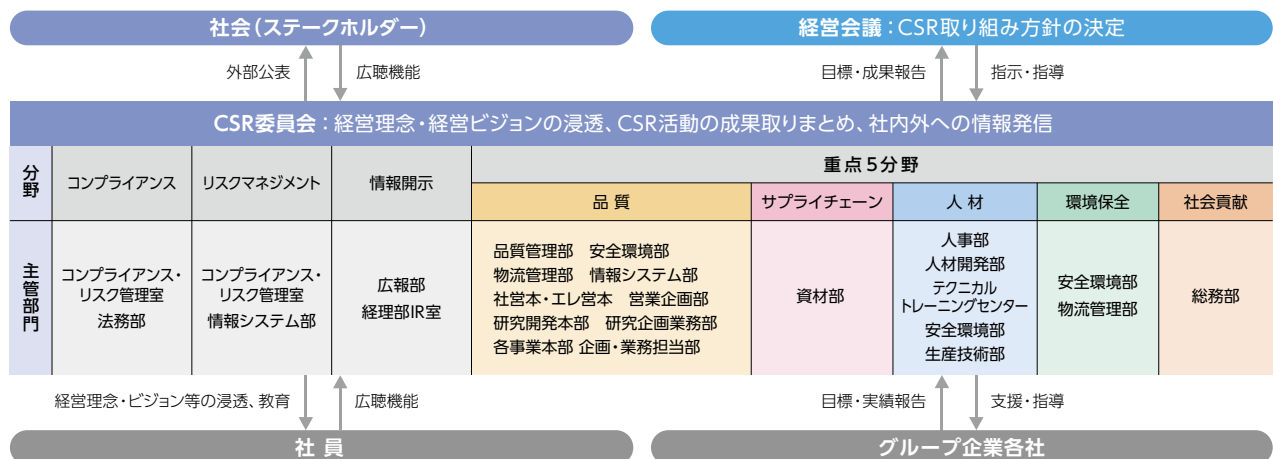 社会（ステークホルダー）
経営会議：CSR取り組み方針の決定
外部公表
広聴機能
目標・成果報告
指示・指導
CSR委員会：経営理念・経営ビジョンの浸透、CSR活動の成果取りまとめ、社内外への情報発信
分野
コンプライアンス
リスクマネジメント
情報開示
重点5分野
品質
サプライチェーン
人材
環境保全
社会貢献
主管部門
コンプライアンス・
リスク管理室
法務部
コンプライアンス・
リスク管理室
情報システム部
広報部
経理部IR室
品質管理部　安全環境部
物流管理部　情報システム部
社営本・エレ営本　営業企画部
研究開発本部　研究企画業務部
各事業本部 企画・業務担当部
資材部
人事部
人材開発部
テクニカル
トレーニングセンター
安全環境部
生産技術部
安全環境部
物流管理部
総務部
経営理念・ビジョン等の浸透、教育
広聴機能
目標・実績報告
支援・指導
社員
グループ企業各社